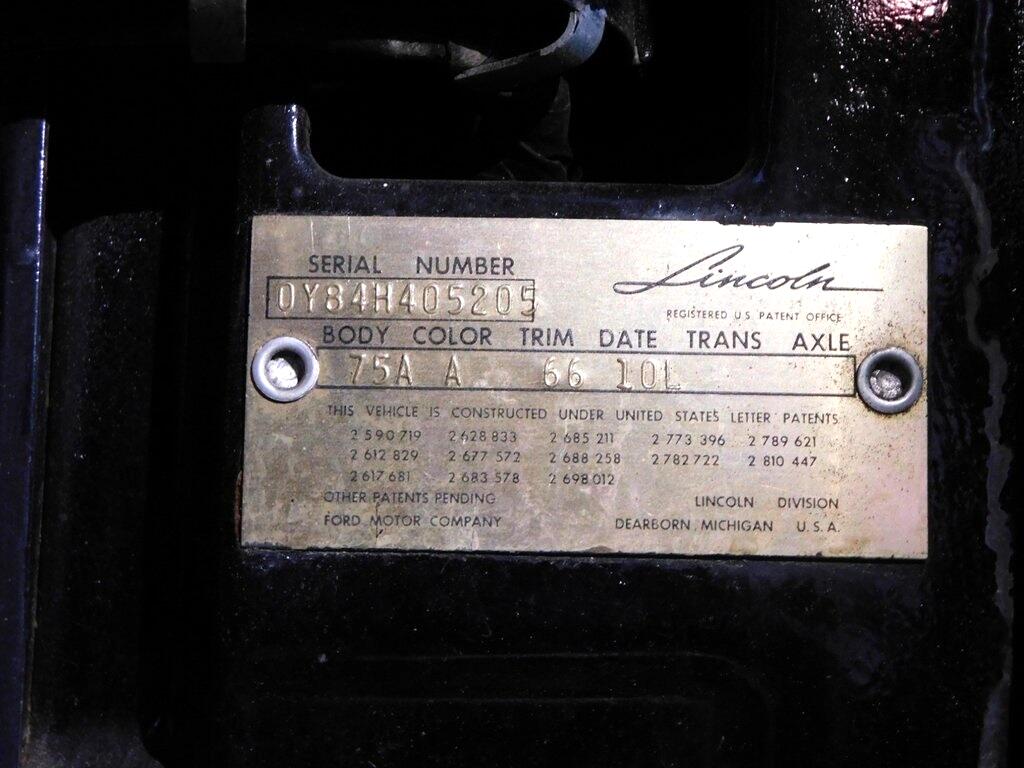 SERIAL NUMBER
Lincoln
0Y84H405205
REGISTERED U.S. PATENT OFFICE
BODY COLOR TRIM DATE TRANS AXLE
75A A 66 10L
THIS VEHICLE IS CONSTRUCTED UNDER UNITED STATES LETTER PATENTS
2 590 719 2 628 833 2 685 211 2 773 396 2 789 621
2 612 829 2 677 572 2 688 258 2 782 722 2 810 447
2 617 681 2 683 578 2 698 012
OTHER PATENTS PENDING LINCOLN DIVISION
FORD MOTOR COMPANY DEARBORN, MICHIGAN U.S.A.